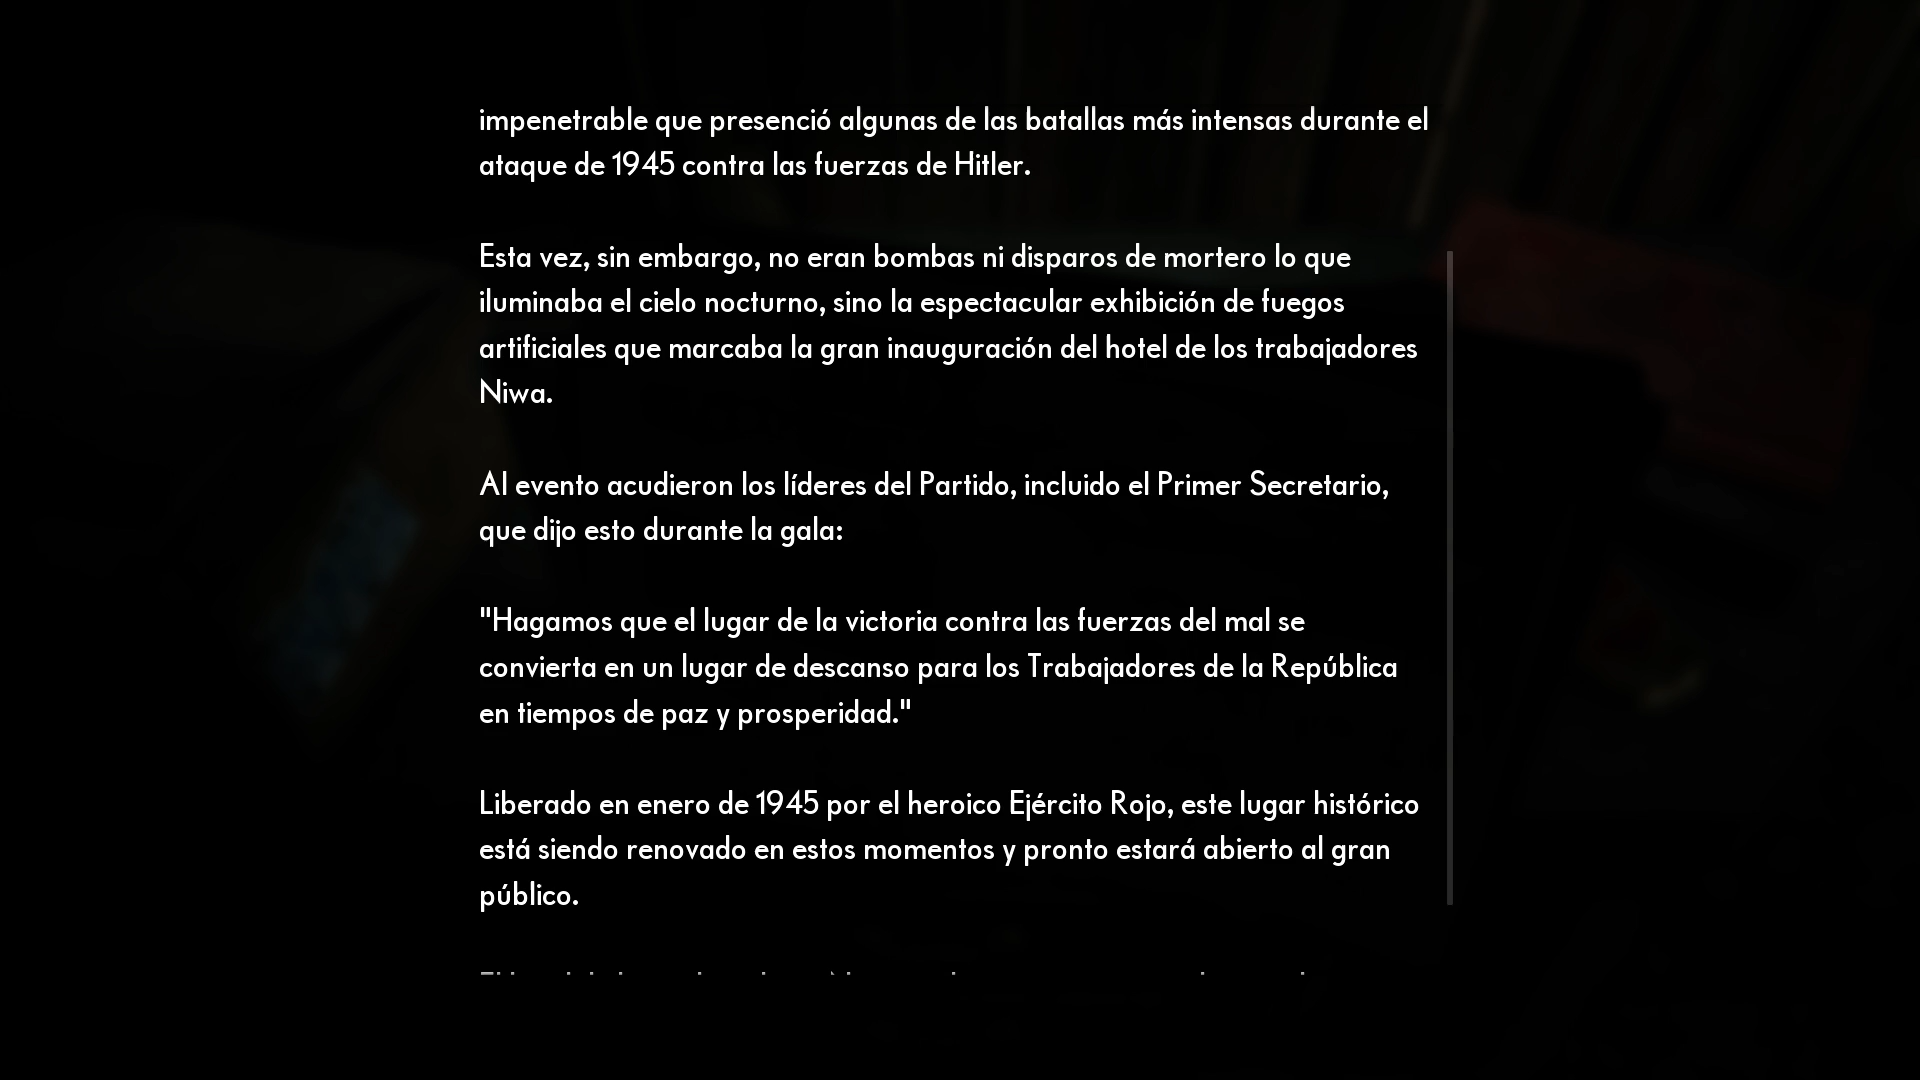 impenetrable que presenció algunas de las batallas más intensas durante el
ataque de 1945 contra las fuerzas de Hitler.
Esta vez, sin embargo, no eran bombas ni disparos de mortero lo que
iluminaba el cielo nocturno, sino la espectacular exhibición de fuegos
artificiales que marcaba la gran inauguración del hotel de los trabajadores
Niwa.
Al evento acudieron los líderes del Partido, incluido el Primer Secretario,
que dijo esto durante la gala:
"Hagamos que el lugar de la victoria contra las fuerzas del mal se
convierta en un lugar de descanso para los Trabajadores de la República
en tiempos de paz y prosperidad."
Liberado en enero de 1945 por el heroico Ejército Rojo, este lugar histórico
está siendo renovado en estos momentos y pronto estará abierto al gran
público.